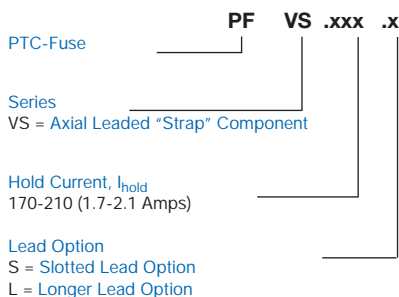 PF VS .xxx .x
PTC-Fuse
Series
VS = Axial Leaded “Strap” Component
Hold Current, Ihold
170-210 (1.7-2.1 Amps)
Lead Option
S = Slotted Lead Option
L = Longer Lead Option